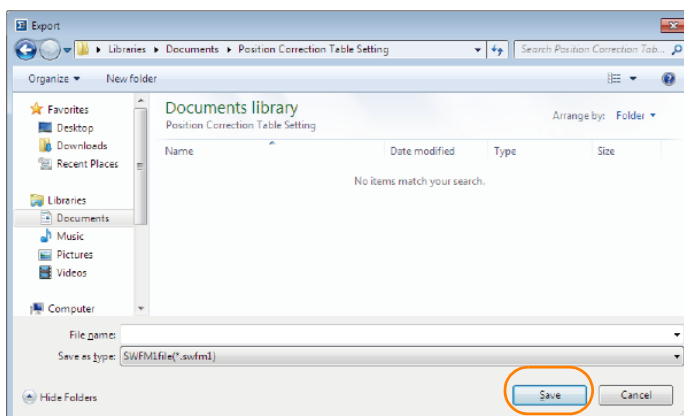 Export
Libraries Documents Position Correction Table Setting Search Position Correction Tab...
Organize New folder
Favorites
Desktop
Downloads
Recent Places
Libraries
Documents
Music
Pictures
Videos
Computer
Documents library
Position Correction Table Setting
Arrange by: Folder
Name Date modified Type Size
No items match your search.
File name:
Save as type: SWFM1file(*.swfm1)
Hide Folders Save Cancel